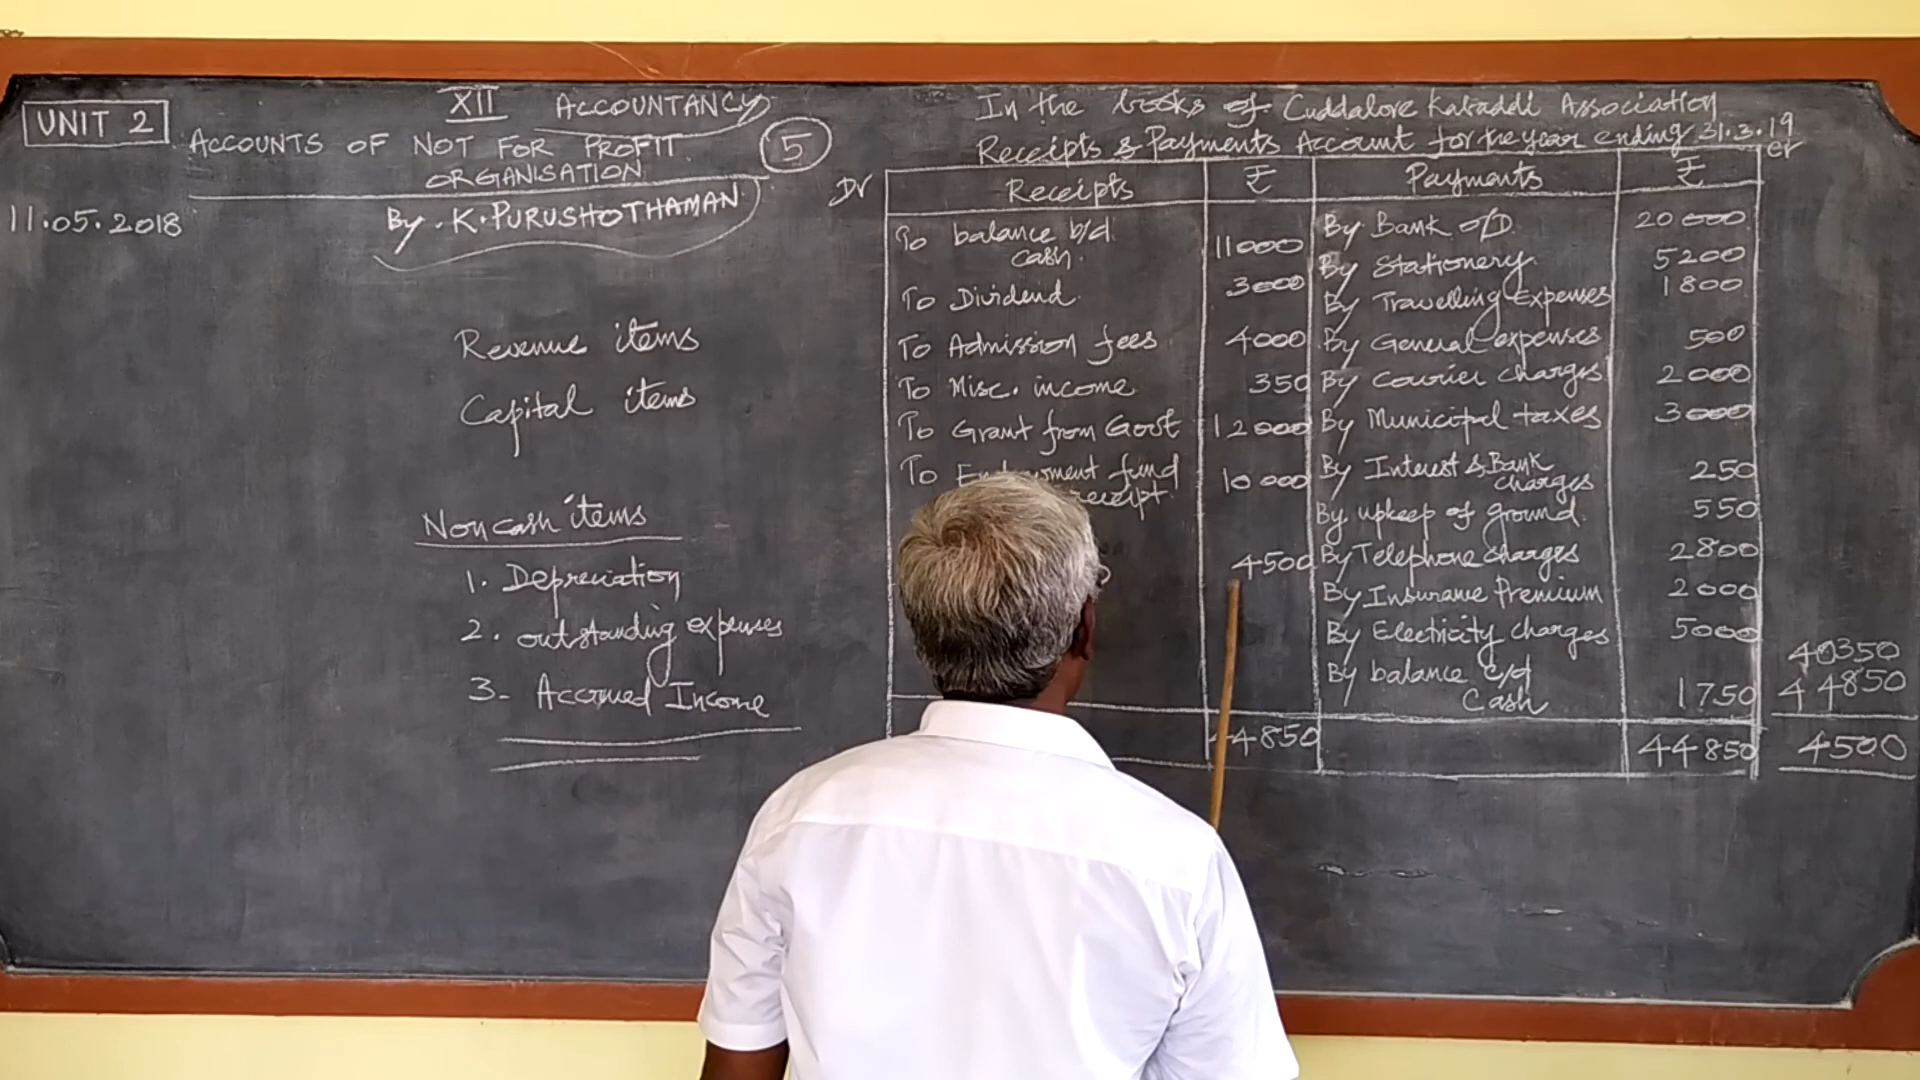 UNIT 2
XII ACCOUNTANCY
ACCOUNTS OF NOT FOR PROFIT
ORGANISATION
5
By. K. PURUSHOTHAMAN
11.05.2018
Revenue items
Capital items
Non cash items
1. Depreciation
2. outstanding expenses
3- Accrued Income
In the books of Cuddalore Kabaddi Association
Receipts & Payments Account for the year ending 31.3.19
Dr
cr
Receipts ₹ Payments ₹
To balance b/d
cash. 11000
To Dividend 3000
To Admission fees 4000
To Misc. income 350
To Grant from Govt 12000
To fund
receipt 10000
4500
44850
By Bank O/D. 20000
By Stationery 5200
By Travelling Expenses 1800
By General expenses 500
By Courier charges 2000
By Municipal taxes 3000
By Interest & Bank
charges 250
By upkeep of ground 550
By Telephone charges 2800
By Insurance Premium 2000
By Electricity charges 5000
By balance c/d
Cash 1750
44850
40350
44850
4500